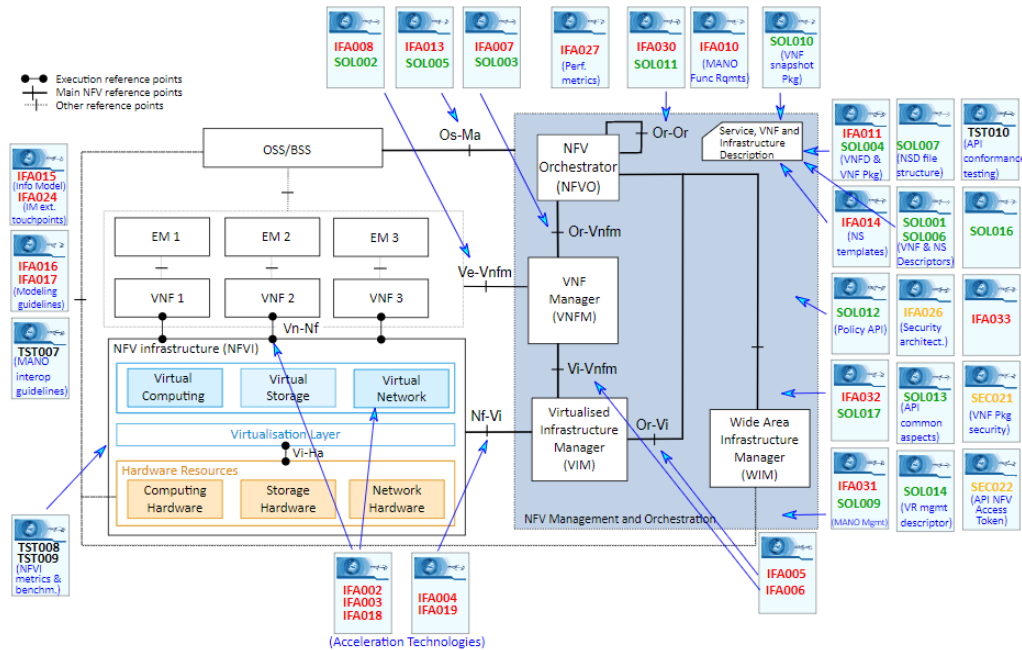 IFA008
SOL002
IFA013
SOL005
IFA007
SOL003
IFA027
(Perf.
metrics)
IFA030
SOL011
IFA010
(MANO
Func Rqmts)
SOL010
(VNF
snapshot
Pkg)
Execution reference points
Main NFV reference points
Other reference points
OSS/BSS
Os-Ma
NFV
Orchestrator
(NFVO)
Or-Or
Service, VNF and
Infrastructure
Description
IFA011
SOL004
(VNFD &
VNF Pkg)
SOL007
(NSD file
structure)
TST010
(API
conformance
testing)
IFA015
(Info Model)
IFA024
(IM ext.
touchpoints)
EM 1
EM 2
EM 3
Or-Vnfm
IFA014
(NS
templates)
SOL001
SOL006
(VNF & NS
Descriptors)
SOL016
IFA016
IFA017
(Modeling
guidelines)
VNF 1
VNF 2
VNF 3
Ve-Vnfm
VNF
Manager
(VNFM)
SOL012
(Policy API)
IFA026
(Security
architect.)
IFA033
TST007
(MANO
interop
guidelines)
Vn-Nf
NFV infrastructure (NFVI)
Virtual
Computing
Virtual
Storage
Virtual
Network
Vi-Vnfm
IFA032
SOL017
SOL013
(API
common
aspects)
SEC021
(VNF Pkg
security)
Virtualisation Layer
Nf-Vi
Virtualised
Infrastructure
Manager
(VIM)
Or-Vi
Wide Area
Infrastructure
Manager
(WIM)
Vi-Ha
Hardware Resources
Computing
Hardware
Storage
Hardware
Network
Hardware
IFA031
SOL009
(MANO Mgmt)
SOL014
(VR mgmt
descriptor)
SEC022
(API NFV
Access
Token)
NFV Management and Orchestration
TST008
TST009
(NFVI
metrics &
benchm.)
IFA002
IFA003
IFA018
IFA004
IFA019
(Acceleration Technologies)
IFA005
IFA006